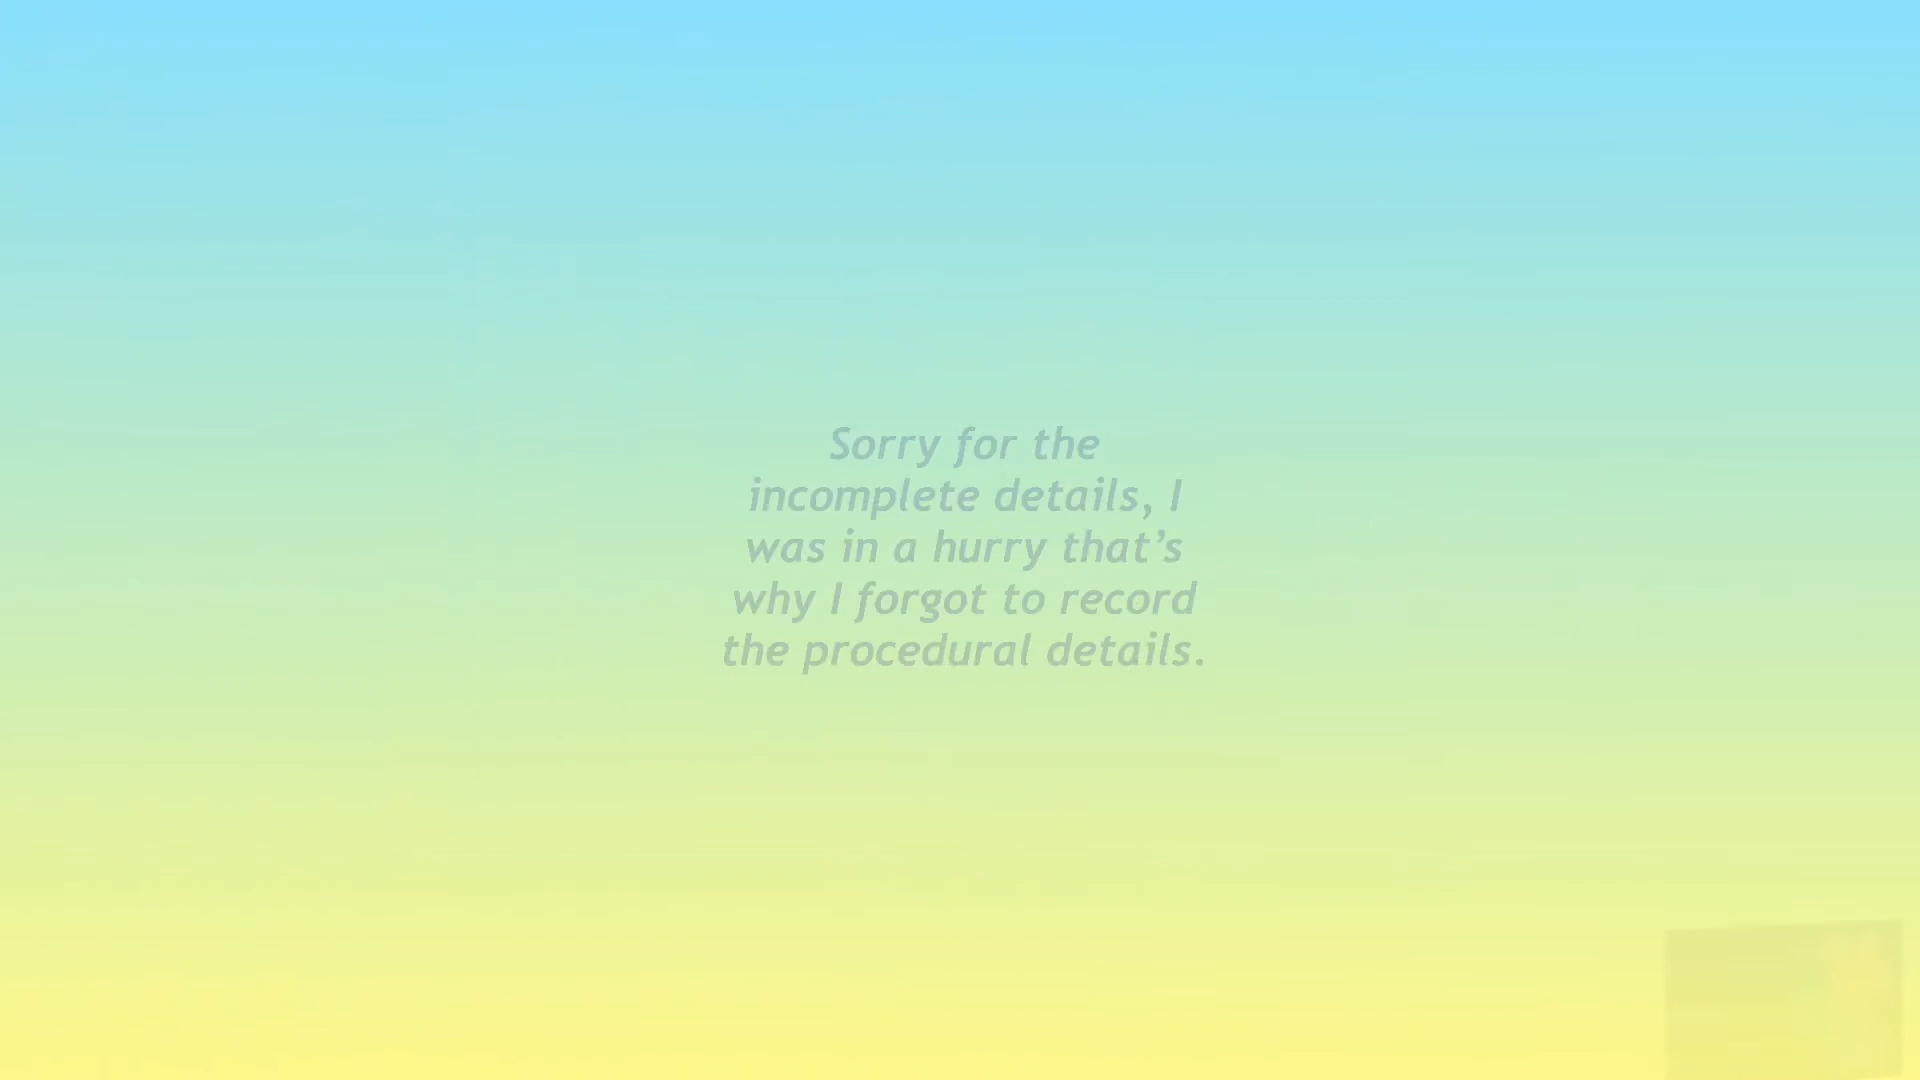 Sorry for the
incomplete details, I
was in a hurry that’s
why I forgot to record
the procedural details.